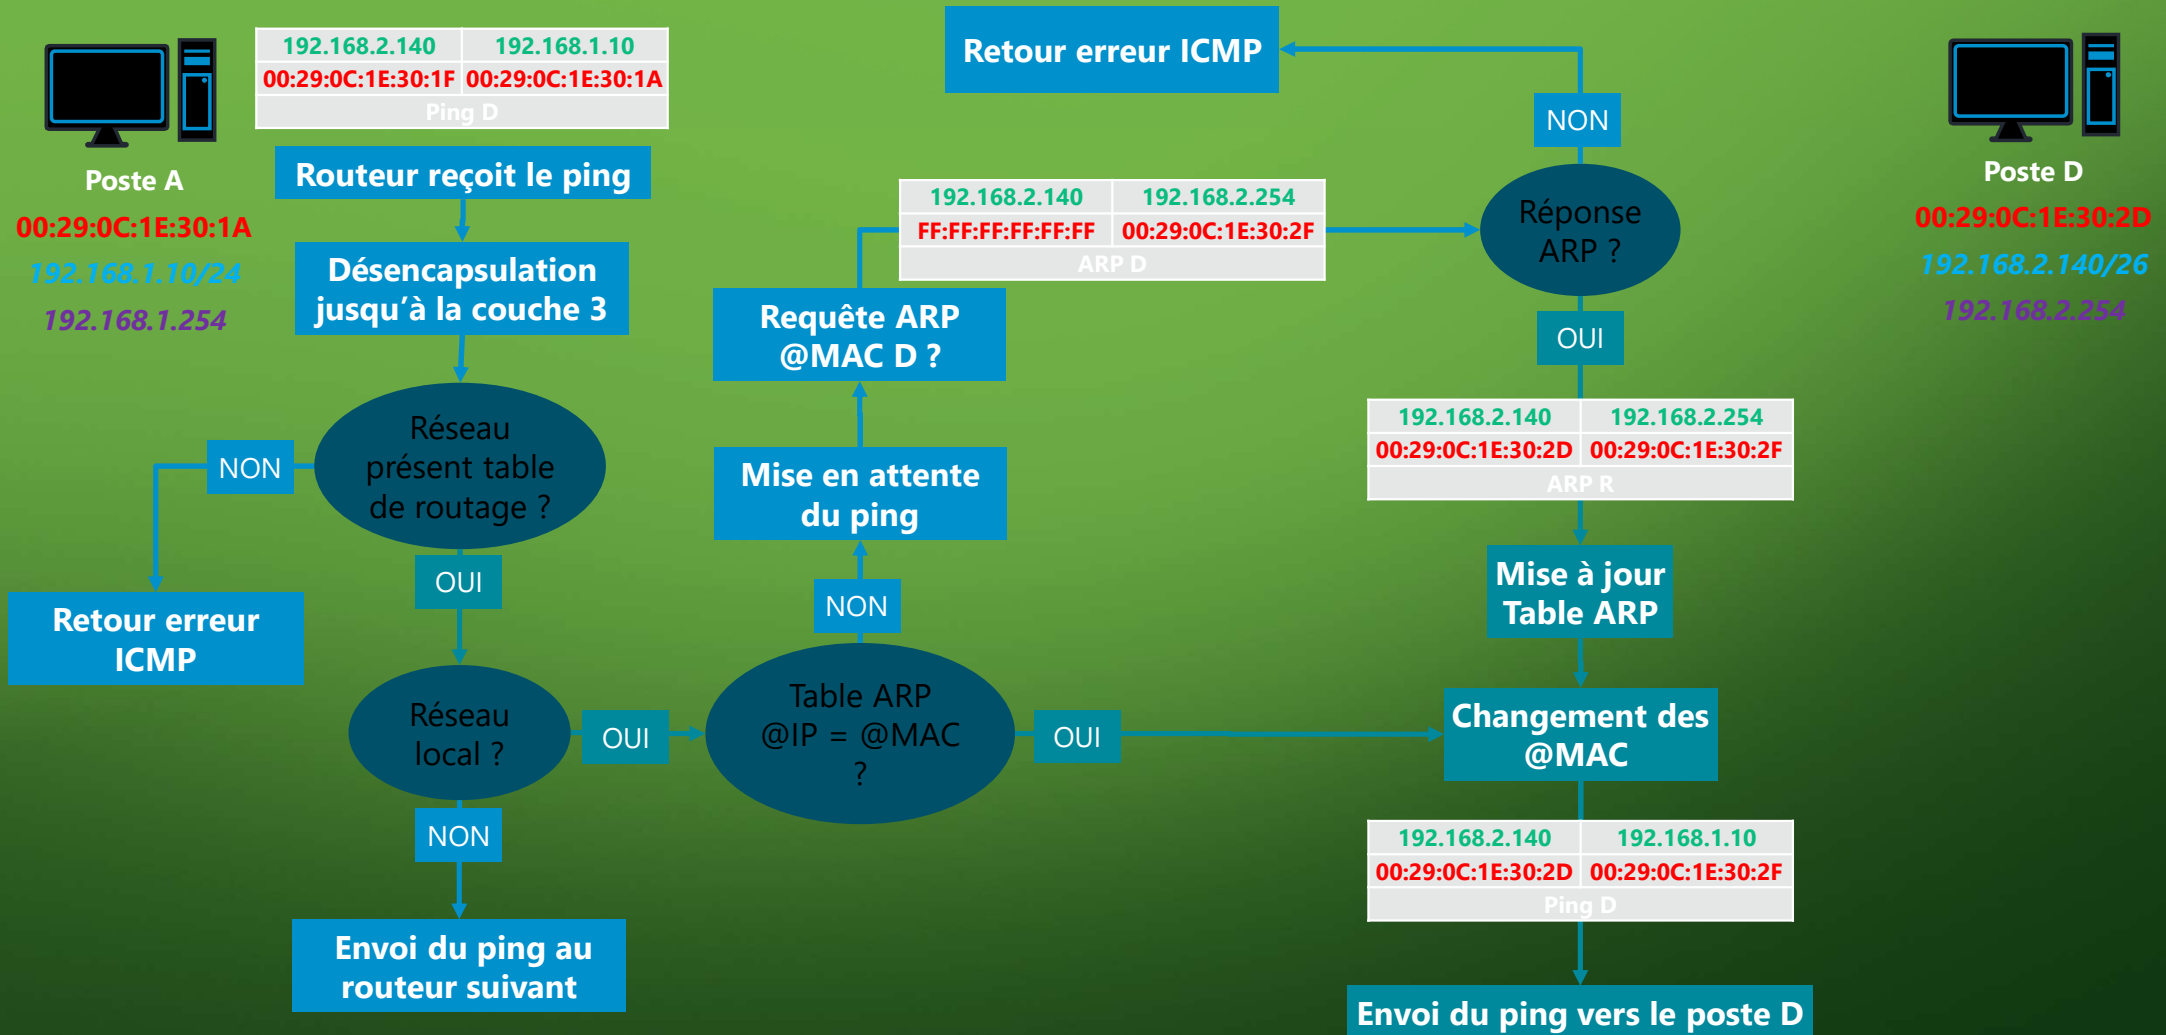 Poste A
00:29:0C:1E:30:1A
192.168.1.10/24
192.168.1.254
192.168.2.140 192.168.1.10
00:29:0C:1E:30:1F 00:29:0C:1E:30:1A
Ping D
Routeur reçoit le ping
Désencapsulation
jusqu’à la couche 3
Réseau
présent table
de routage ?
NON
Retour erreur
ICMP
OUI
Réseau
local ?
NON
Envoi du ping au
routeur suivant
OUI
Table ARP
@IP = @MAC
?
NON
Mise en attente
du ping
Requête ARP
@MAC D ?
192.168.2.140 192.168.2.254
FF:FF:FF:FF:FF:FF 00:29:0C:1E:30:2F
ARP D
Réponse
ARP ?
NON
Retour erreur ICMP
OUI
192.168.2.140 192.168.2.254
00:29:0C:1E:30:2D 00:29:0C:1E:30:2F
ARP R
Mise à jour
Table ARP
OUI
Changement des
@MAC
192.168.2.140 192.168.1.10
00:29:0C:1E:30:2D 00:29:0C:1E:30:2F
Ping D
Envoi du ping vers le poste D
Poste D
00:29:0C:1E:30:2D
192.168.2.140/26
192.168.2.254